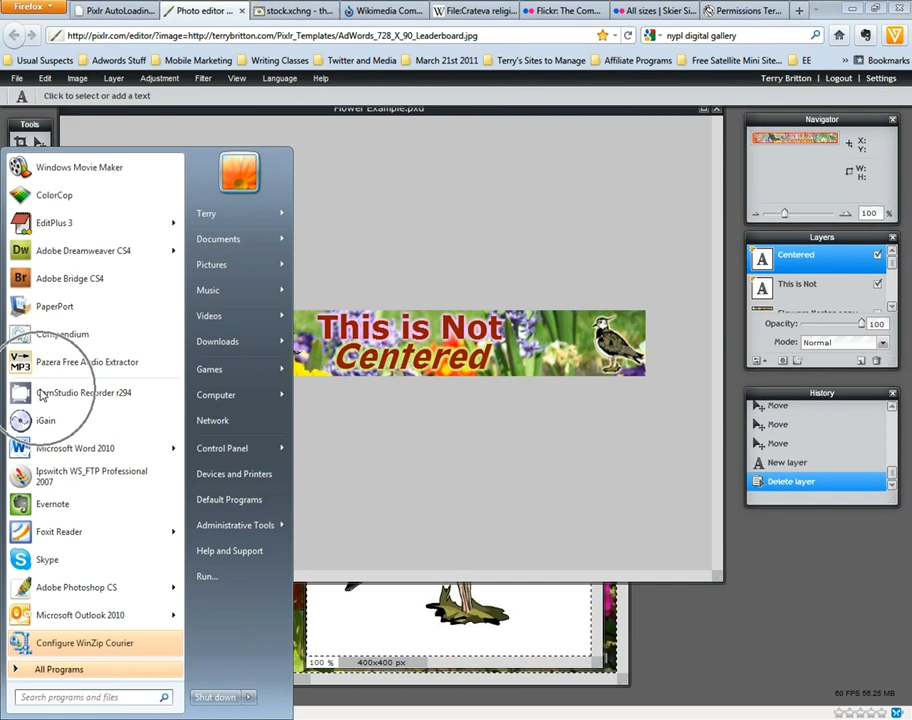 Firefox
Pixlr AutoLoadin...
Photo editor ...
stock.xchng - th...
Wikimedia Com...
File:Crateva religi...
Flickr: The Com...
All sizes | Skier Si...
Permissions Ter...
http://pixlr.com/editor/?image=http://terrybritton.com/Pixlr_Templates/AdWords_728_X_90_Leaderboard.jpg
nypl digital gallery
Usual Suspects
Adwords Stuff
Mobile Marketing
Writing Classes
Twitter and Media
March 21st 2011
Terry's Sites to Manage
Affiliate Programs
Free Satellite Mini Site...
EE
Bookmarks
File Edit Image Layer Adjustment Filter View Language Help
Terry Britton Logout Settings
A Click to select or add a text
Flower Example.pxd
Tools
Navigator
X:
Y:
W:
H:
100 %
Windows Movie Maker
ColorCop
EditPlus 3
Dw Adobe Dreamweaver CS4
Br Adobe Bridge CS4
PaperPort
Compendium
V→ MP3 Pazera Free Audio Extractor
CamStudio Recorder r294
iGain
Microsoft Word 2010
Ipswitch WS_FTP Professional
2007
Evernote
Foxit Reader
Skype
Adobe Photoshop CS
Microsoft Outlook 2010
Configure WinZip Courier
All Programs
Search programs and files
Terry
Documents
Pictures
Music
Videos
Downloads
Games
Computer
Network
Control Panel
Devices and Printers
Default Programs
Administrative Tools
Help and Support
Run...
Shut down
This is Not
Centered
100 % 400x400 px
Layers
A Centered
A This is Not
Opacity: 100
Mode: Normal
History
Move
Move
Move
New layer
Delete layer
60 FPS 56.25 MB